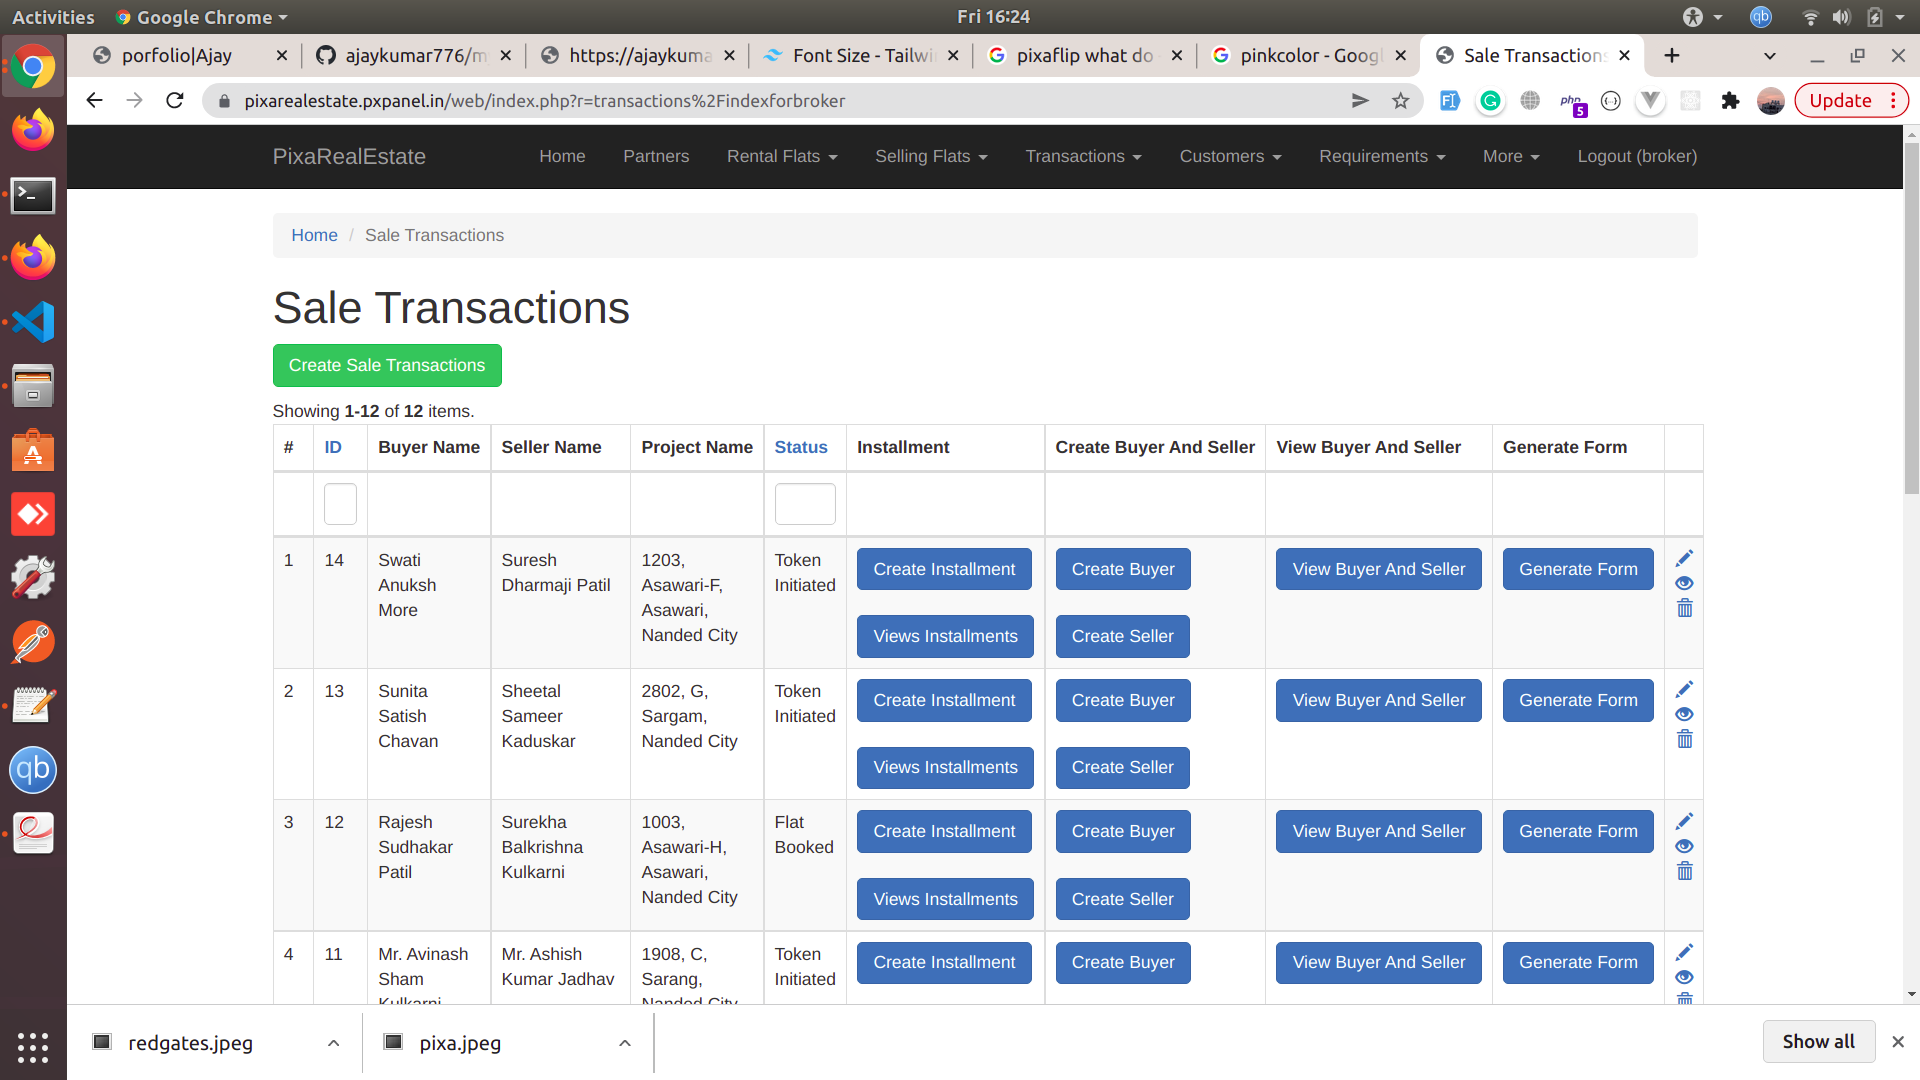 Activities
Google Chrome
Fri 16:24
porfolio|Ajay
ajaykumar776/m
https://ajaykuma
Font Size - Tailwi
pixaflip what do
pinkcolor - Googl
Sale Transactions
pixarealestate.pxpanel.in/web/index.php?r=transactions%2Findexforbroker
php
5
Update
PixaRealEstate
Home
Partners
Rental Flats
Selling Flats
Transactions
Customers
Requirements
More
Logout (broker)
Home / Sale Transactions
Sale Transactions
Create Sale Transactions
Showing 1-12 of 12 items.
# ID Buyer Name Seller Name Project Name Status Installment Create Buyer And Seller View Buyer And Seller Generate Form
1 14 Swati Suresh 1203, Token Create Installment Create Buyer View Buyer And Seller Generate Form
Anuksh Dharmaji Patil Asawari-F, Initiated
More Asawari,
Nanded City Views Installments Create Seller
2 13 Sunita Sheetal 2802, G, Token Create Installment Create Buyer View Buyer And Seller Generate Form
Satish Sameer Sargam, Initiated
Chavan Kaduskar Nanded City
Views Installments Create Seller
3 12 Rajesh Surekha 1003, Flat Create Installment Create Buyer View Buyer And Seller Generate Form
Sudhakar Balkrishna Asawari-H, Booked
Patil Kulkarni Asawari,
Nanded City Views Installments Create Seller
4 11 Mr. Avinash Mr. Ashish 1908, C, Token Create Installment Create Buyer View Buyer And Seller Generate Form
Sham Kumar Jadhav Sarang, Initiated
Kulkarni Nanded City
qb
qb
redgates.jpeg
pixa.jpeg
Show all